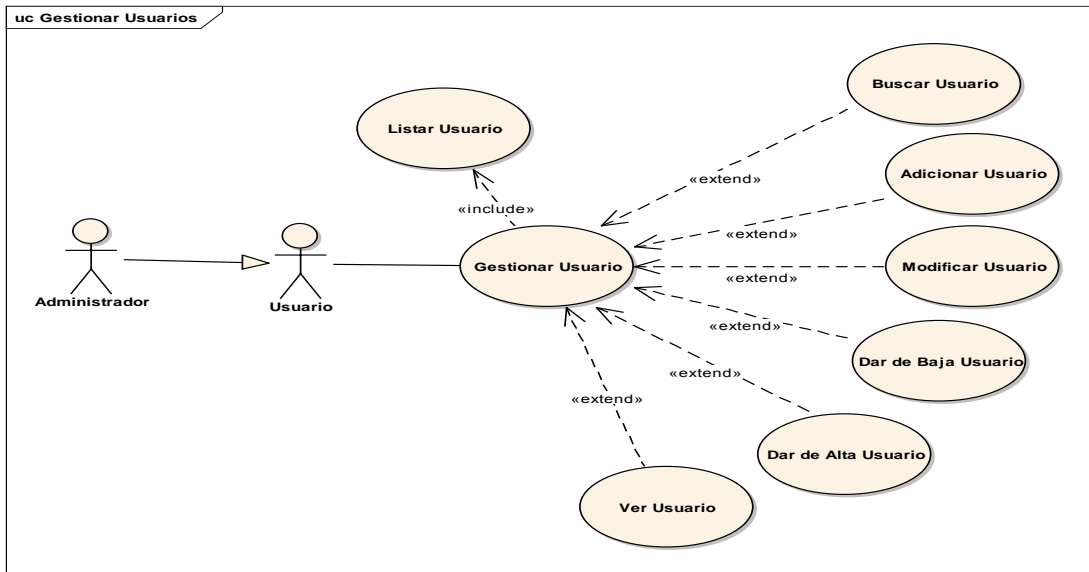 uc Gestionar Usuarios
Buscar Usuario
Listar Usuario
Adicionar Usuario
«extend»
«include»
«extend»
Gestionar Usuario
Modificar Usuario
«extend»
Administrador
Usuario
«extend»
Dar de Baja Usuario
«extend»
«extend»
Dar de Alta Usuario
Ver Usuario